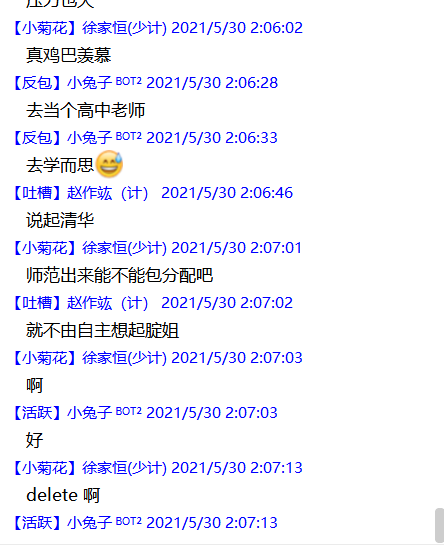 压力也大
【小菊花】徐家恒(少计) 2021/5/30 2:06:02
真鸡巴羡慕
【反包】小兔子 BOT² 2021/5/30 2:06:28
去当个高中老师
【反包】小兔子 BOT² 2021/5/30 2:06:33
去学而思
【吐槽】赵作竑（计） 2021/5/30 2:06:46
说起清华
【小菊花】徐家恒(少计) 2021/5/30 2:07:01
师范出来能不能包分配吧
【吐槽】赵作竑（计） 2021/5/30 2:07:02
就不由自主想起腚姐
【小菊花】徐家恒(少计) 2021/5/30 2:07:03
啊
【活跃】小兔子 BOT² 2021/5/30 2:07:03
好
【小菊花】徐家恒(少计) 2021/5/30 2:07:13
delete 啊
【活跃】小兔子 BOT² 2021/5/30 2:07:13